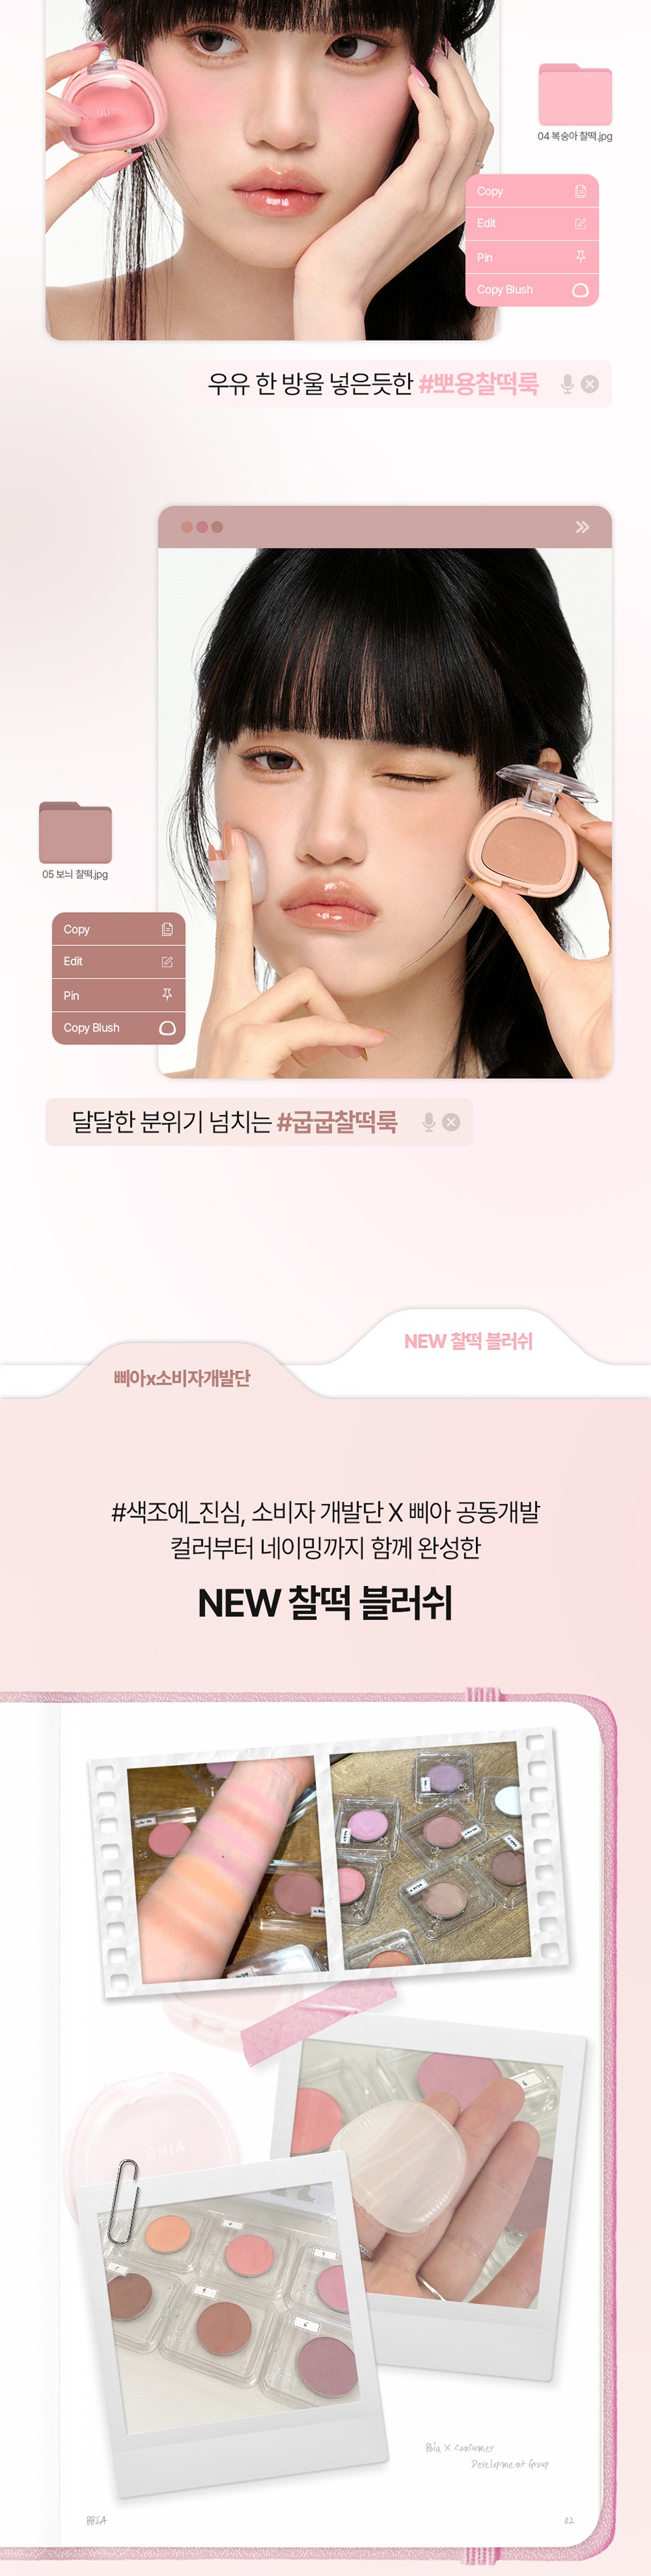 04 복숭아 찰떡.jpg
Copy
Edit
Pin
Copy Blush
우유 한 방울 넣은듯한 #뽀용찰떡룩
05 보늬 찰떡.jpg
Copy
Edit
Pin
Copy Blush
달달한 분위기 넘치는 #굽굽찰떡룩
NEW 찰떡 블러쉬
삐아x소비자개발단
#색조에_진심, 소비자 개발단 X 삐아 공동개발
컬러부터 네이밍까지 함께 완성한
NEW 찰떡 블러쉬
BBIA
Bbia × Consumer
Development Group
BBIA
02